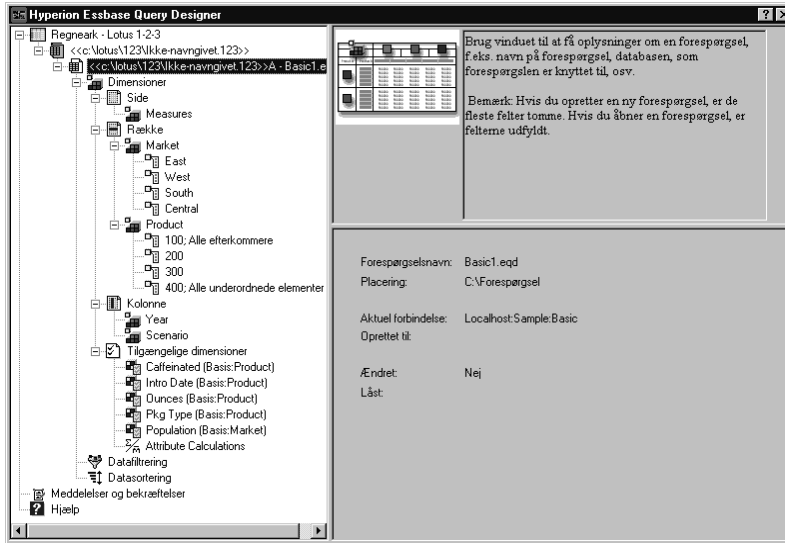 Hyperion Essbase Query Designer
Regneark - Lotus 1-2-3
<<c:\lotus\123\Ikke-navngivet.123>>
<<c:\lotus\123\Ikke-navngivet.123>>A - Basic1.e
Dimensioner
Side
Measures
Række
Market
East
West
South
Central
Product
100; Alle efterkommere
200
300
400; Alle underordnede elementer
Kolonne
Year
Scenario
Tilgængelige dimensioner
Caffeinated (Basis:Product)
Intro Date (Basis:Product)
Ounces (Basis:Product)
Pkg Type (Basis:Product)
Population (Basis:Market)
Attribute Calculations
Datafiltrering
Datasortering
Meddelelser og bekræftelser
Hjælp
Brug vinduet til at få oplysninger om en forespørgsel,
f.eks. navn på forespørgsel, databasen, som
forespørgslen er knyttet til, osv.
Bemærk: Hvis du opretter en ny forespørgsel, er de
fleste felter tomme. Hvis du åbner en forespørgsel, er
felterne udfyldt.
Forespørgselsnavn: Basic1.eqd
Placering: C:\Forespørgsel
Aktuel forbindelse: Localhost:Sample:Basic
Oprettet til:
Ændret: Nej
Låst: